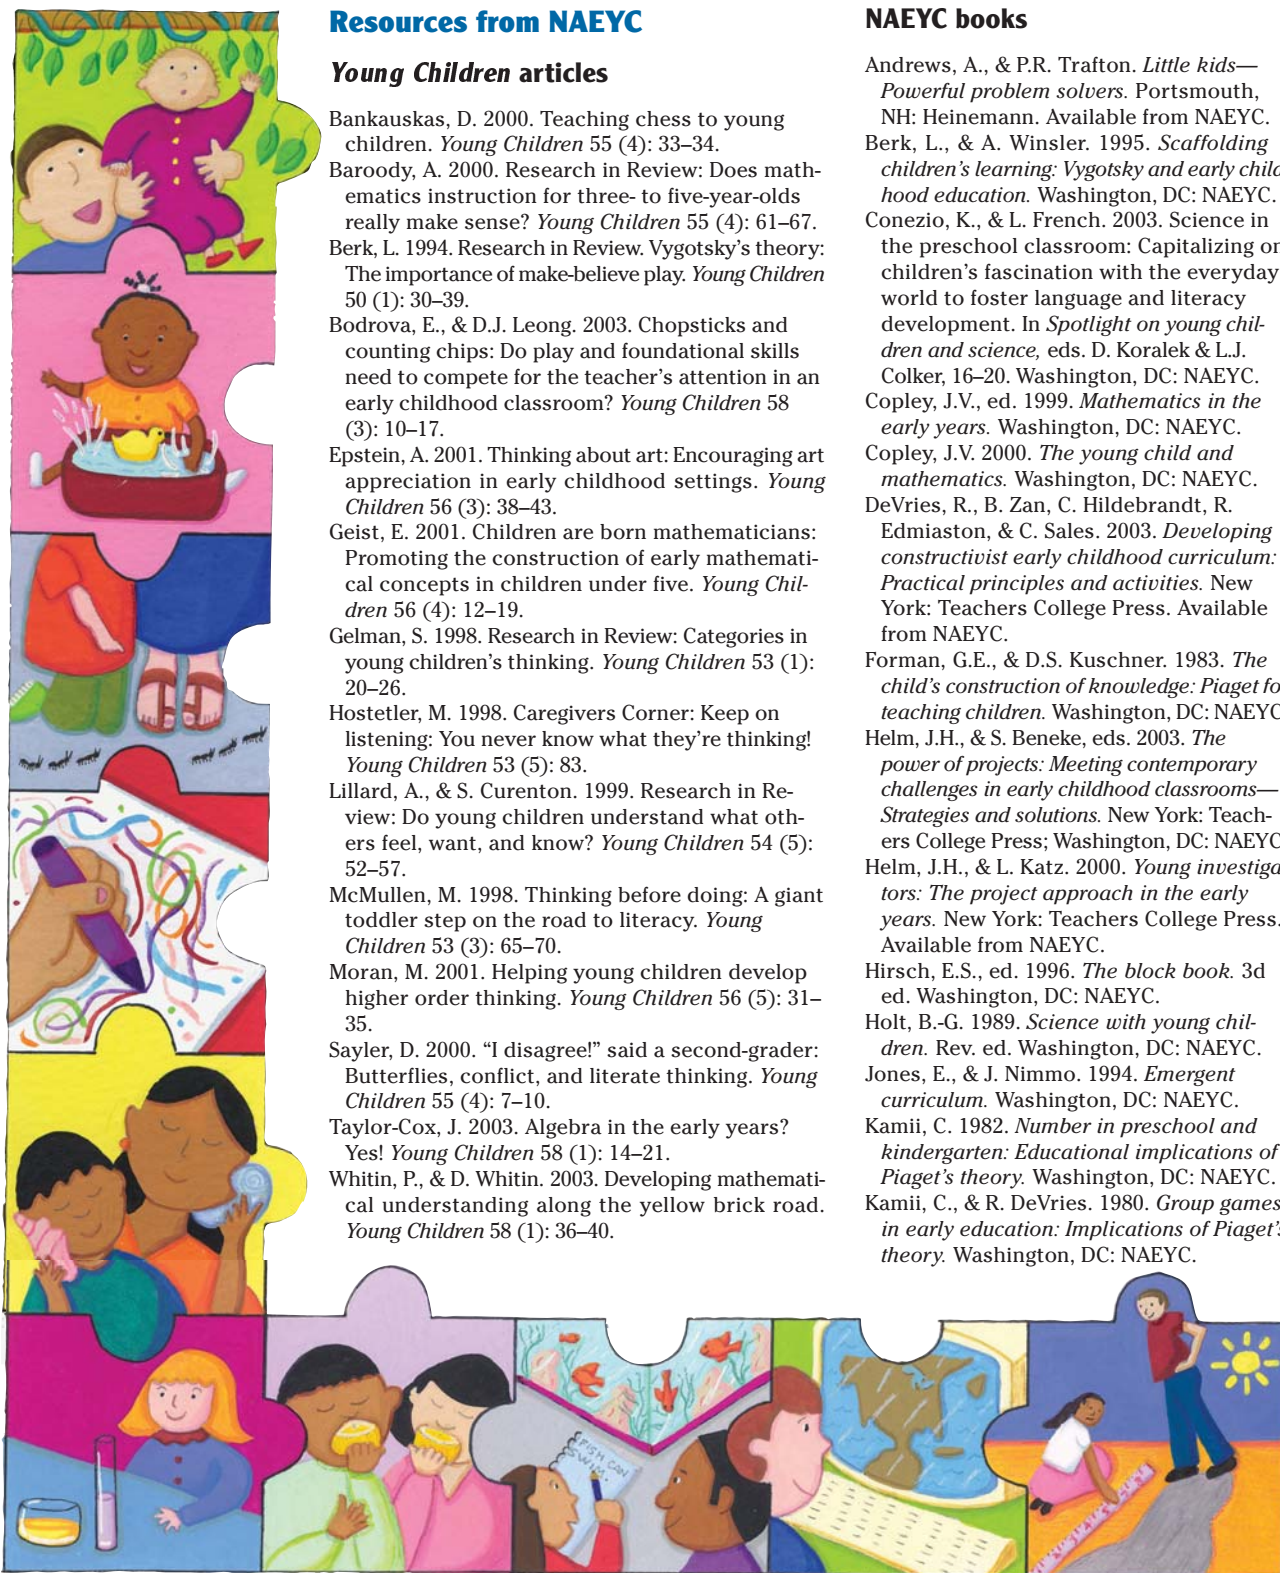 Resources from NAEYC
Young Children articles
Bankauskas, D. 2000. Teaching chess to young
children. Young Children 55 (4): 33–34.
Baroody, A. 2000. Research in Review: Does math-
ematics instruction for three- to five-year-olds
really make sense? Young Children 55 (4): 61–67.
Berk, L. 1994. Research in Review. Vygotsky's theory:
The importance of make-believe play. Young Children
50 (1): 30–39.
Bodrova, E., & D.J. Leong. 2003. Chopsticks and
counting chips: Do play and foundational skills
need to compete for the teacher's attention in an
early childhood classroom? Young Children 58
(3): 10–17.
Epstein, A. 2001. Thinking about art: Encouraging art
appreciation in early childhood settings. Young
Children 56 (3): 38–43.
Geist, E. 2001. Children are born mathematicians:
Promoting the construction of early mathemati-
cal concepts in children under five. Young Chil-
dren 56 (4): 12–19.
Gelman, S. 1998. Research in Review: Categories in
young children's thinking. Young Children 53 (1):
20–26.
Hostetler, M. 1998. Caregivers Corner: Keep on
listening: You never know what they're thinking!
Young Children 53 (5): 83.
Lillard, A., & S. Curenton. 1999. Research in Re-
view: Do young children understand what oth-
ers feel, want, and know? Young Children 54 (5):
52–57.
McMullen, M. 1998. Thinking before doing: A giant
toddler step on the road to literacy. Young
Children 53 (3): 65–70.
Moran, M. 2001. Helping young children develop
higher order thinking. Young Children 56 (5): 31–
35.
Sayler, D. 2000. “I disagree!” said a second-grader:
Butterflies, conflict, and literate thinking. Young
Children 55 (4): 7–10.
Taylor-Cox, J. 2003. Algebra in the early years?
Yes! Young Children 58 (1): 14–21.
Whitin, P., & D. Whitin. 2003. Developing mathemati-
cal understanding along the yellow brick road.
Young Children 58 (1): 36–40.
NAEYC books
Andrews, A., & P.R. Trafton. Little kids—
Powerful problem solvers. Portsmouth,
NH: Heinemann. Available from NAEYC.
Berk, L., & A. Winsler. 1995. Scaffolding
children's learning: Vygotsky and early child
hood education. Washington, DC: NAEYC.
Conezio, K., & L. French. 2003. Science in
the preschool classroom: Capitalizing on
children's fascination with the everyday
world to foster language and literacy
development. In Spotlight on young chil-
dren and science, eds. D. Koralek & L.J.
Colker, 16–20. Washington, DC: NAEYC.
Copley, J.V., ed. 1999. Mathematics in the
early years. Washington, DC: NAEYC.
Copley, J.V. 2000. The young child and
mathematics. Washington, DC: NAEYC.
DeVries, R., B. Zan, C. Hildebrandt, R.
Edmiaston, & C. Sales. 2003. Developing
constructivist early childhood curriculum:
Practical principles and activities. New
York: Teachers College Press. Available
from NAEYC.
Forman, G.E., & D.S. Kuschner. 1983. The
child's construction of knowledge: Piaget fo
teaching children. Washington, DC: NAEYC
Helm, J.H., & S. Beneke, eds. 2003. The
power of projects: Meeting contemporary
challenges in early childhood classrooms—
Strategies and solutions. New York: Teach-
ers College Press; Washington, DC: NAEYC
Helm, J.H., & L. Katz. 2000. Young investiga
tors: The project approach in the early
years. New York: Teachers College Press.
Available from NAEYC.
Hirsch, E.S., ed. 1996. The block book. 3d
ed. Washington, DC: NAEYC.
Holt, B.-G. 1989. Science with young chil-
dren. Rev. ed. Washington, DC: NAEYC.
Jones, E., & J. Nimmo. 1994. Emergent
curriculum. Washington, DC: NAEYC.
Kamii, C. 1982. Number in preschool and
kindergarten: Educational implications of
Piaget's theory. Washington, DC: NAEYC.
Kamii, C., & R. DeVries. 1980. Group games
in early education: Implications of Piaget's
theory. Washington, DC: NAEYC.
FISH CAN
SWIM.